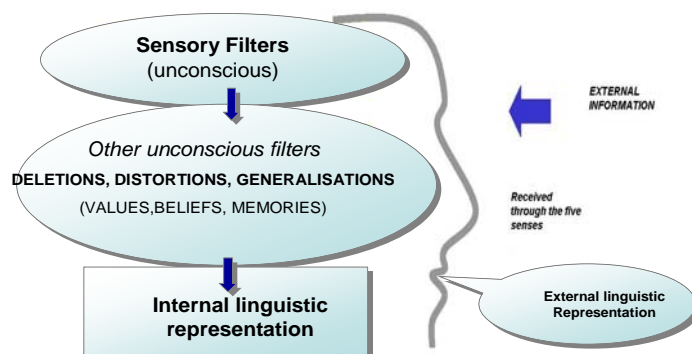 Sensory Filters
(unconscious)
Other unconscious filters
DELETIONS, DISTORTIONS, GENERALISATIONS
(VALUES,BELIEFS, MEMORIES)
Internal linguistic
representation
EXTERNAL
INFORMATION
Received
through the five
senses
External linguistic
Representation